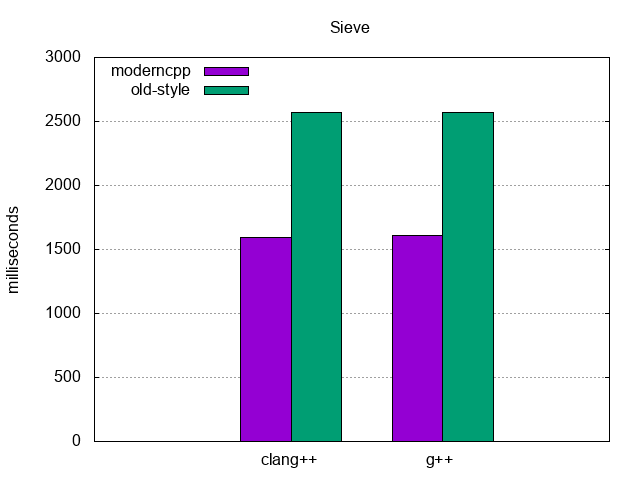 Sieve
3000
moderncpp
old-style
2500
2000
milliseconds
1500
1000
500
0
clang++
g++